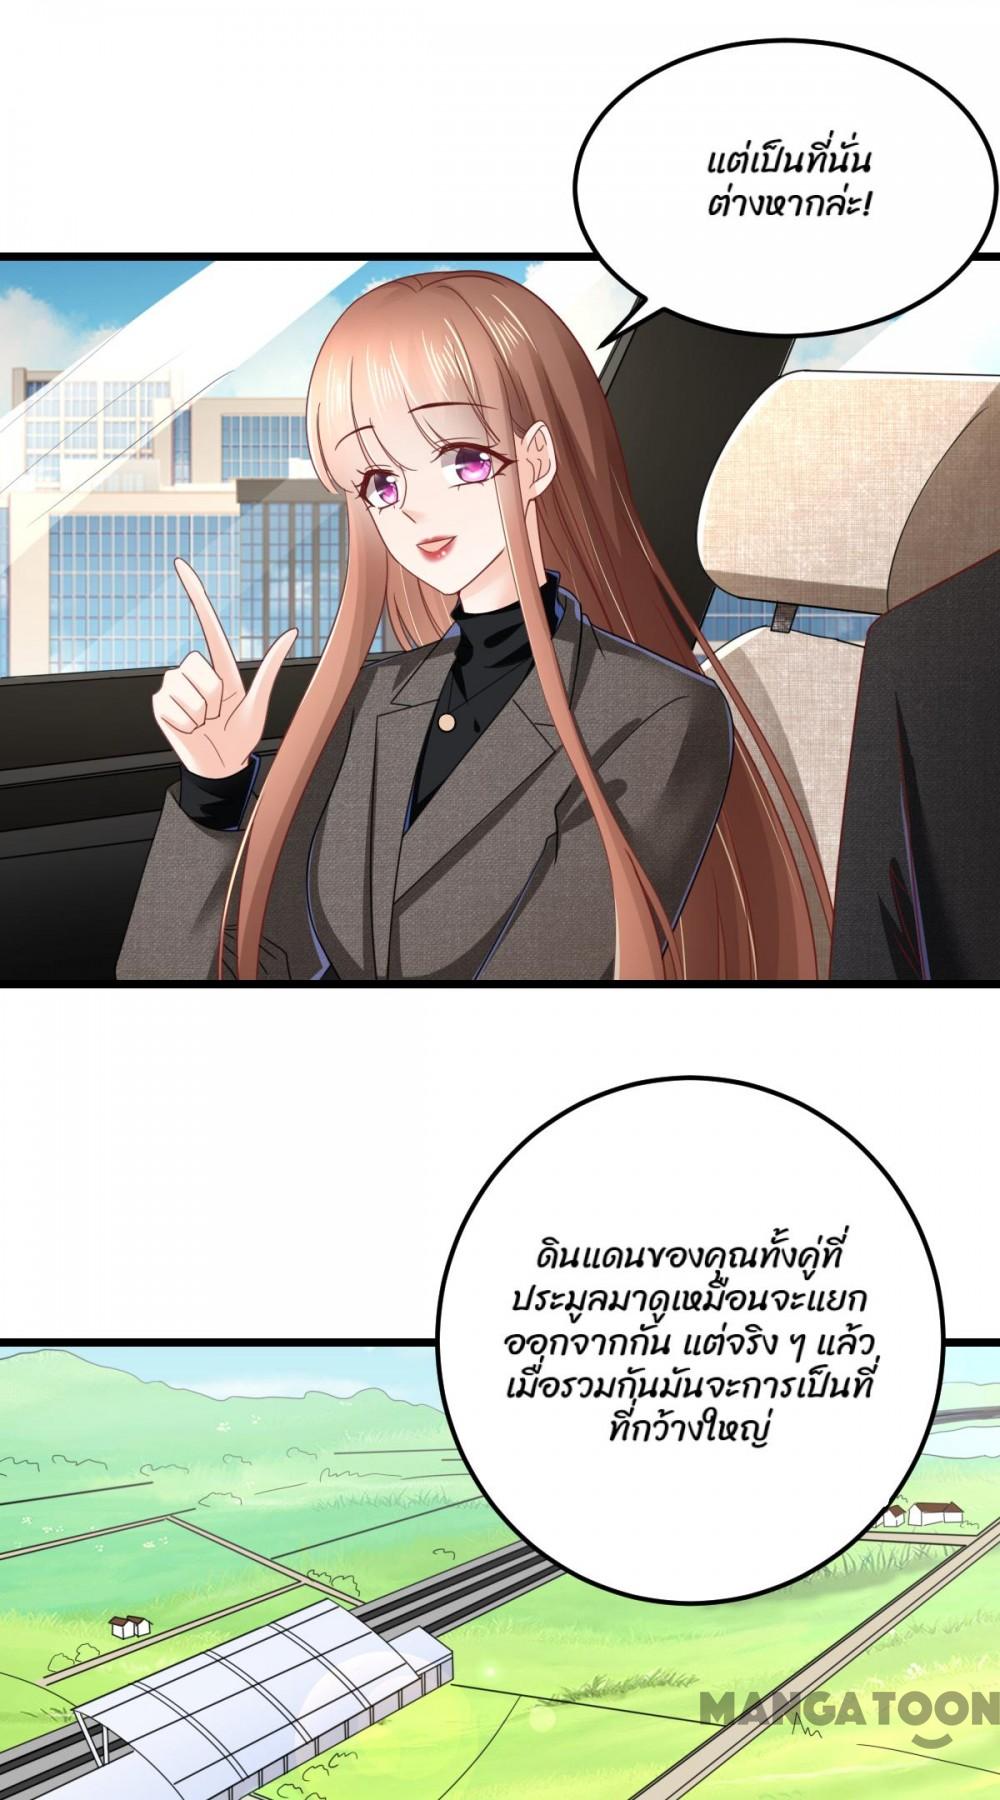 แต่เป็นที่นั่น
ต่างหากล่ะ!
ดินแดนของคุณทั้งคู่ที่
ประมูลมาดูเหมือนจะแยก
ออกจากกัน แต่จริง ๆ แล้ว
เมื่อรวมกันมันจะการเป็นที่
ที่กว้างใหญ่
MANGATOON